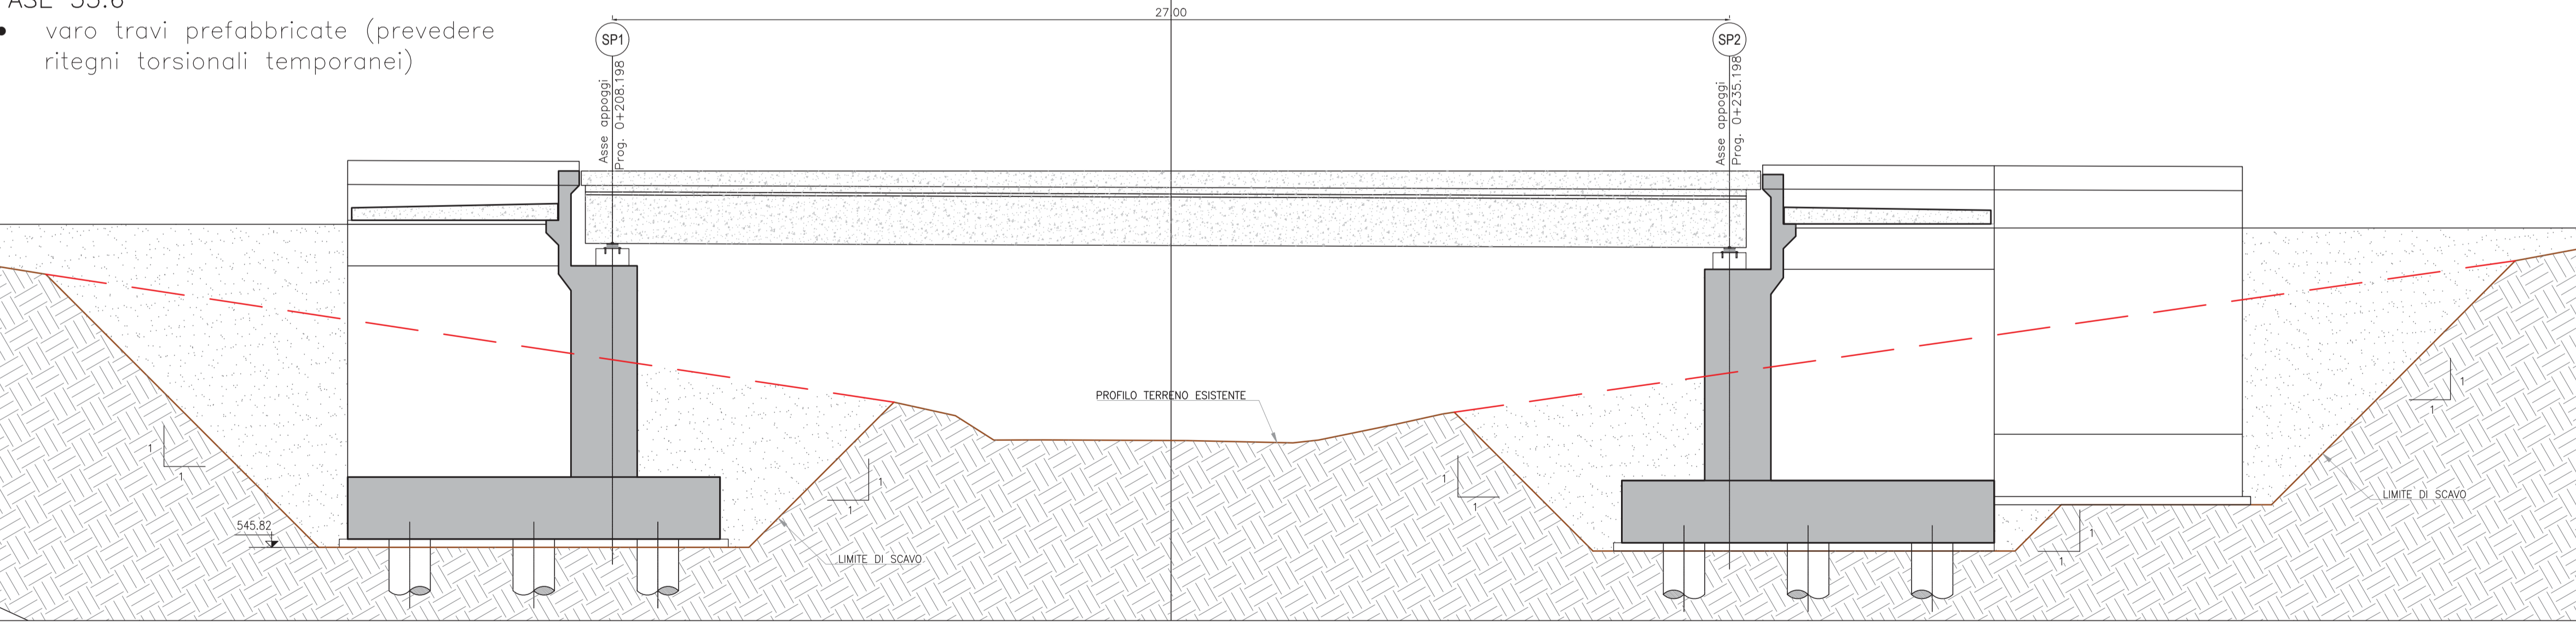 varo travi prefabbricate (prevedere
ritegni torsionali temporanei)
27.00
SP1
SP2
Asse appoggi
Prog. 0+208.198
Asse appoggi
Prog. 0+235.198
PROFILO TERRENO ESISTENTE
1
1
1
1
1
1
1
1
1
1
545.82
LIMITE DI SCAVO
LIMITE DI SCAVO